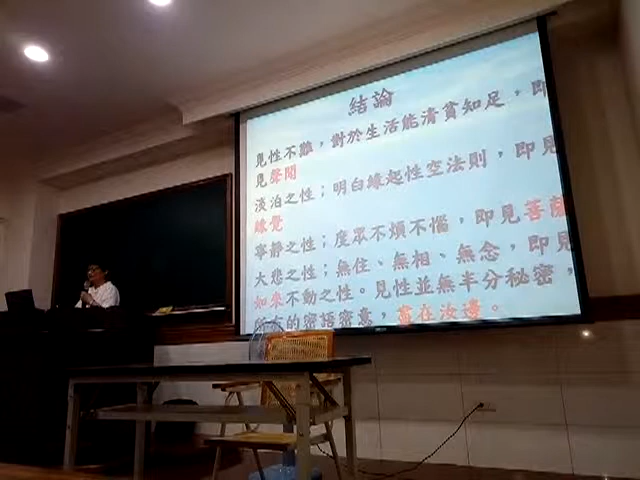 結論
見性不難，對於生活能清貧知足，即
見聲聞
淡泊之性；明白緣起性空法則，即見
緣覺
寧靜之性；度眾不煩不惱，即見菩薩
大悲之性；無住、無相、無念，即見
如來不動之性。見性並無半分秘密，
所有的密語密意，盡在汝邊。